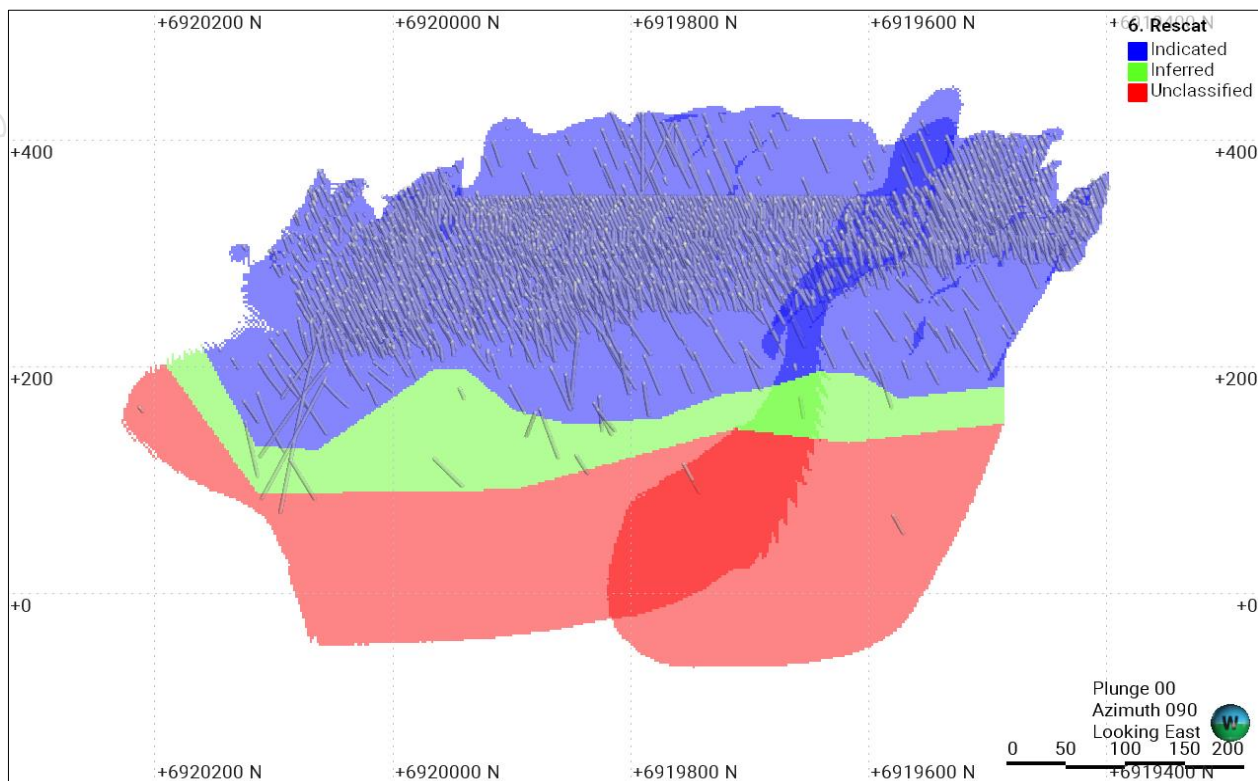 +6920200 N +6920000 N +6919800 N +6919600 N +6919400 N
6. Rescat
Indicated
Inferred
Unclassified
+400 +400
+200 +200
+0 +0
Plunge 00
Azimuth 090
Looking East
W
0 50 100 150 200
+6920200 N +6920000 N +6919800 N +6919600 N +6919400 N